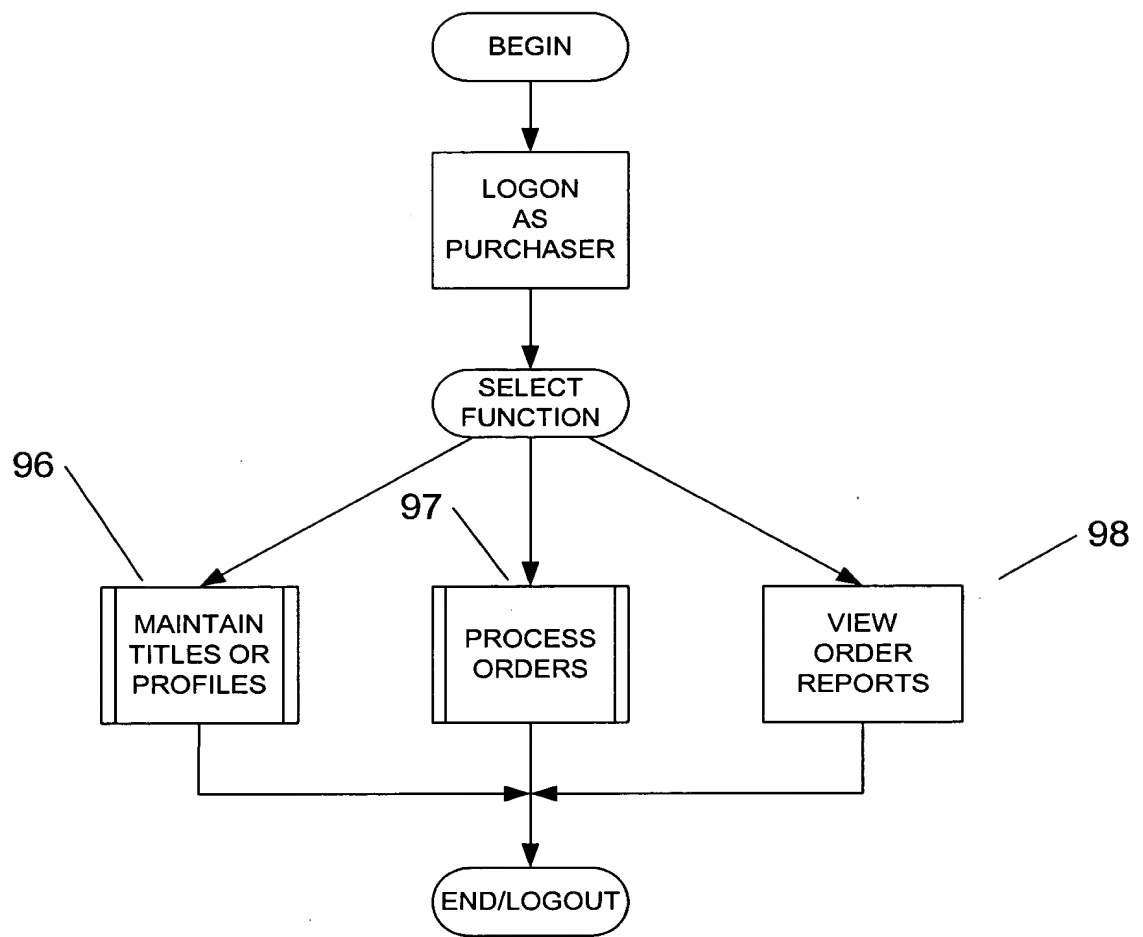 BEGIN
LOGON
AS
PURCHASER
SELECT
FUNCTION
96
97
98
MAINTAIN
TITLES OR
PROFILES
PROCESS
ORDERS
VIEW
ORDER
REPORTS
END/LOGOUT